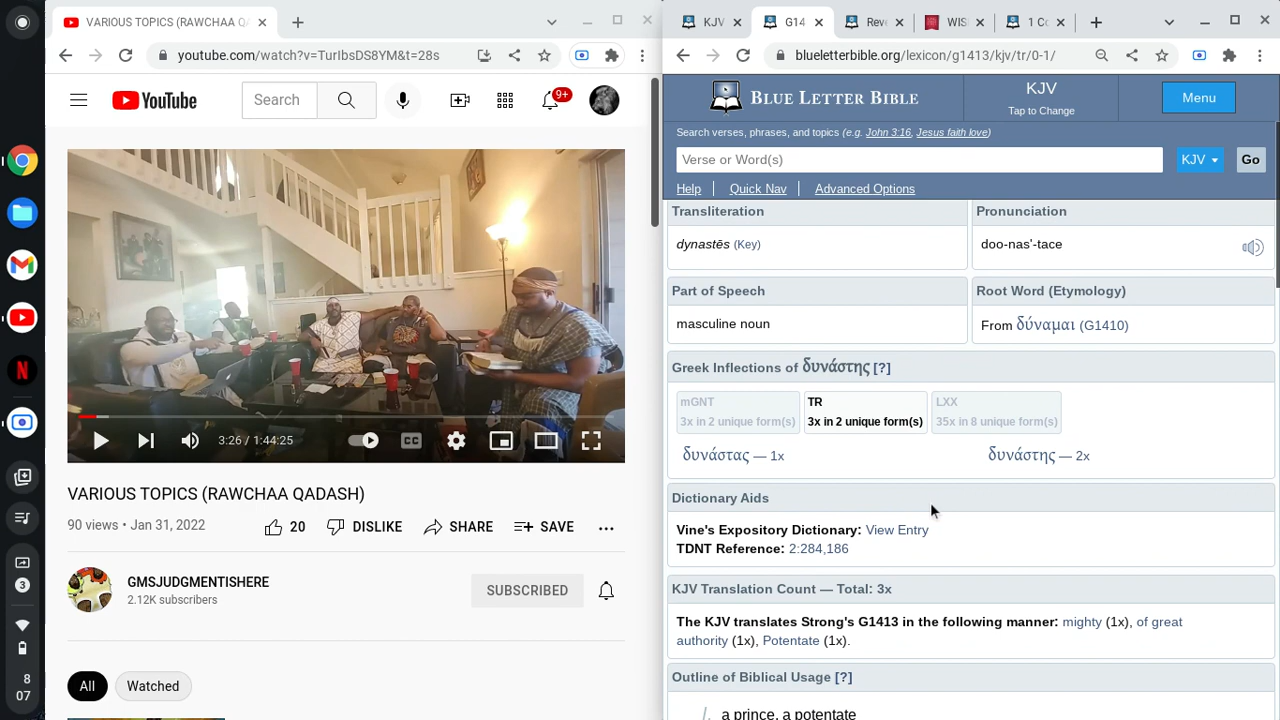 VARIOUS TOPICS (RAWCHAA QA
youtube.com/watch?v=TurIbsDS8YM&t=28s
YouTube
Search
9+
3:26 / 1:44:25
CC
VARIOUS TOPICS (RAWCHAA QADASH)
90 views • Jan 31, 2022
20
DISLIKE
SHARE
SAVE
GMSJUDGMENTISHERE
2.12K subscribers
SUBSCRIBED
All
Watched
3
8
07
KJV
G14
Reve
WIS
1 Co
blueletterbible.org/lexicon/g1413/kjv/tr/0-1/
BLUE LETTER BIBLE
KJV
Tap to Change
Menu
Search verses, phrases, and topics (e.g. John 3:16, Jesus faith love)
Verse or Word(s)
KJV
Go
Help
Quick Nav
Advanced Options
Transliteration
Pronunciation
dynastēs (Key)
doo-nas'-tace
Part of Speech
Root Word (Etymology)
masculine noun
From δύναμαι (G1410)
Greek Inflections of δυνάστης [?]
mGNT
3x in 2 unique form(s)
TR
3x in 2 unique form(s)
LXX
35x in 8 unique form(s)
δυνάστας — 1x
δυνάστης — 2x
Dictionary Aids
Vine's Expository Dictionary: View Entry
TDNT Reference: 2:284,186
KJV Translation Count — Total: 3x
The KJV translates Strong's G1413 in the following manner: mighty (1x), of great
authority (1x), Potentate (1x).
Outline of Biblical Usage [?]
I. a prince, a potentate